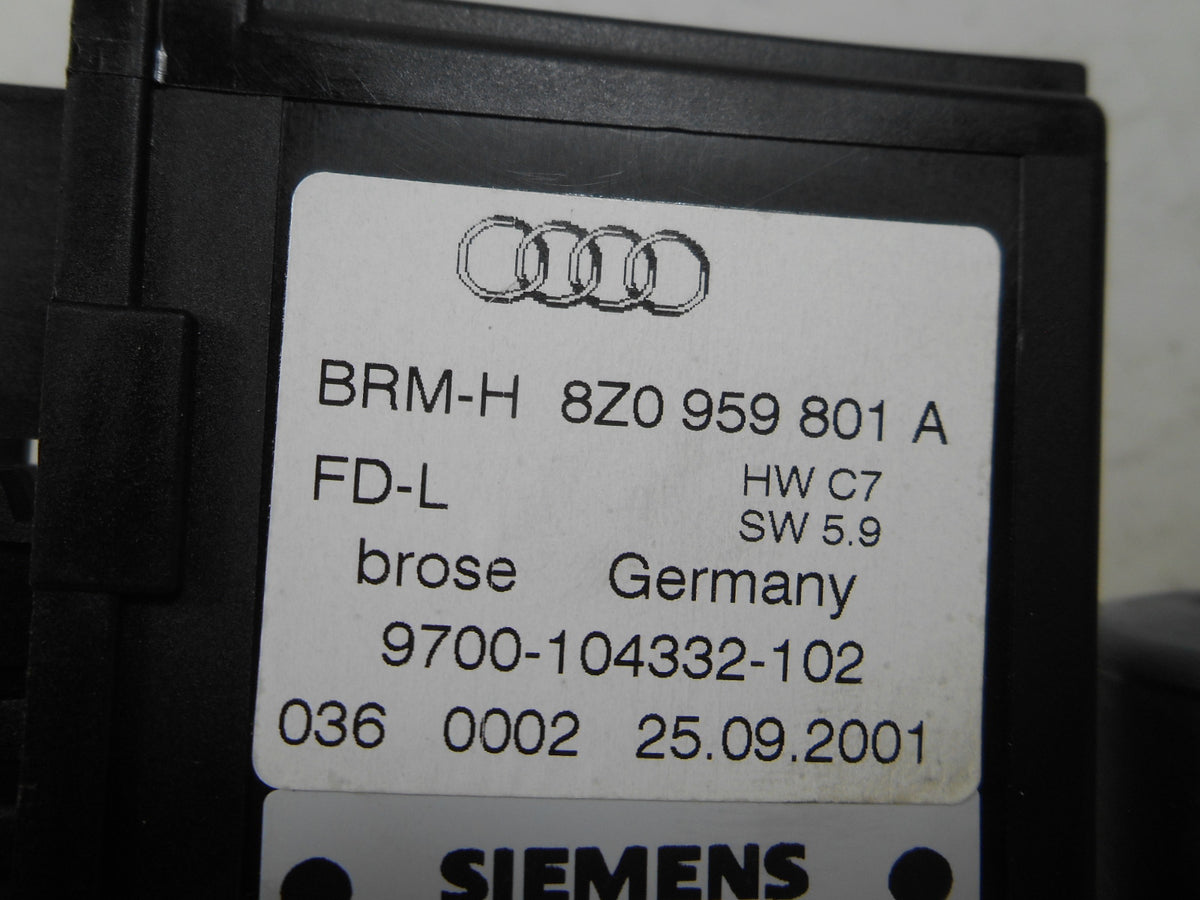 BRM-H 8Z0 959 801 A
FD-L HW C7
SW 5.9
brose Germany
9700-104332-102
036 0002 25.09.2001
SIEMENS